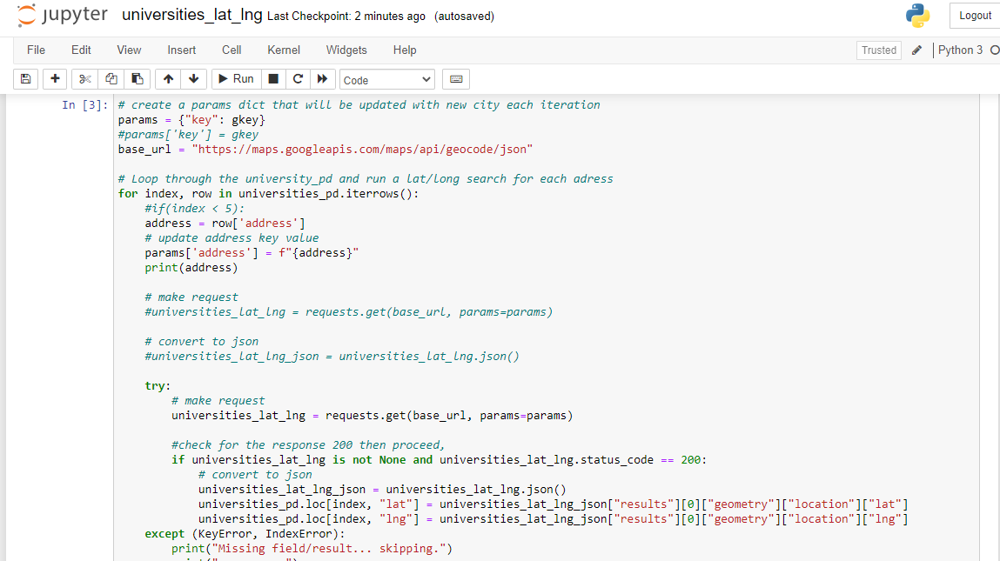 jupyter universities_lat_lng Last Checkpoint: 2 minutes ago (autosaved) Logout
File Edit View Insert Cell Kernel Widgets Help Trusted Python 3
Run Code
In [3]: # create a params dict that will be updated with new city each iteration
params = {"key": gkey}
#params['key'] = gkey
base_url = "https://maps.googleapis.com/maps/api/geocode/json"
# Loop through the university_pd and run a lat/long search for each adress
for index, row in universities_pd.iterrows():
#if(index < 5):
address = row['address']
# update address key value
params['address'] = f"{address}"
print(address)
# make request
#universities_lat_lng = requests.get(base_url, params=params)
# convert to json
#universities_lat_lng_json = universities_lat_lng.json()
try:
# make request
universities_lat_lng = requests.get(base_url, params=params)
#check for the response 200 then proceed,
if universities_lat_lng is not None and universities_lat_lng.status_code == 200:
# convert to json
universities_lat_lng_json = universities_lat_lng.json()
universities_pd.loc[index, "lat"] = universities_lat_lng_json["results"][0]["geometry"]["location"]["lat"]
universities_pd.loc[index, "lng"] = universities_lat_lng_json["results"][0]["geometry"]["location"]["lng"]
except (KeyError, IndexError):
print("Missing field/result... skipping.")